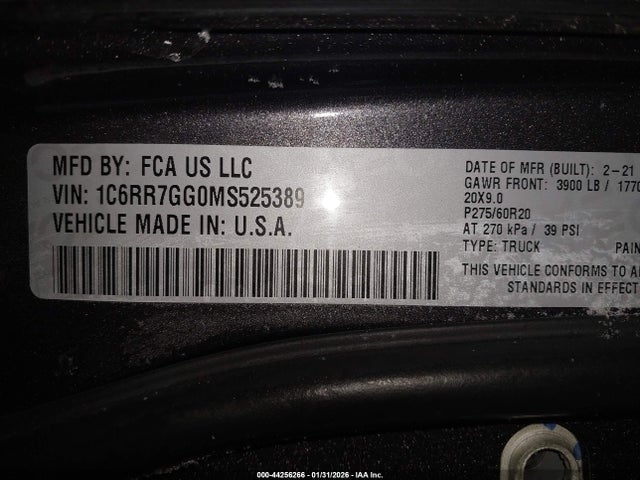 MFD BY: FCA US LLC
VIN: 1C6RR7GG0MS525389
VEHICLE MADE IN: U.S.A.
DATE OF MFR (BUILT): 2-21
GAWR FRONT: 3900 LB / 1770
20X9.0
P275/60R20
AT 270 kPa / 39 PSI
TYPE: TRUCK PAIN
THIS VEHICLE CONFORMS TO A
STANDARDS IN EFFECT
000-44256266 - 01/31/2026 - IAA Inc.